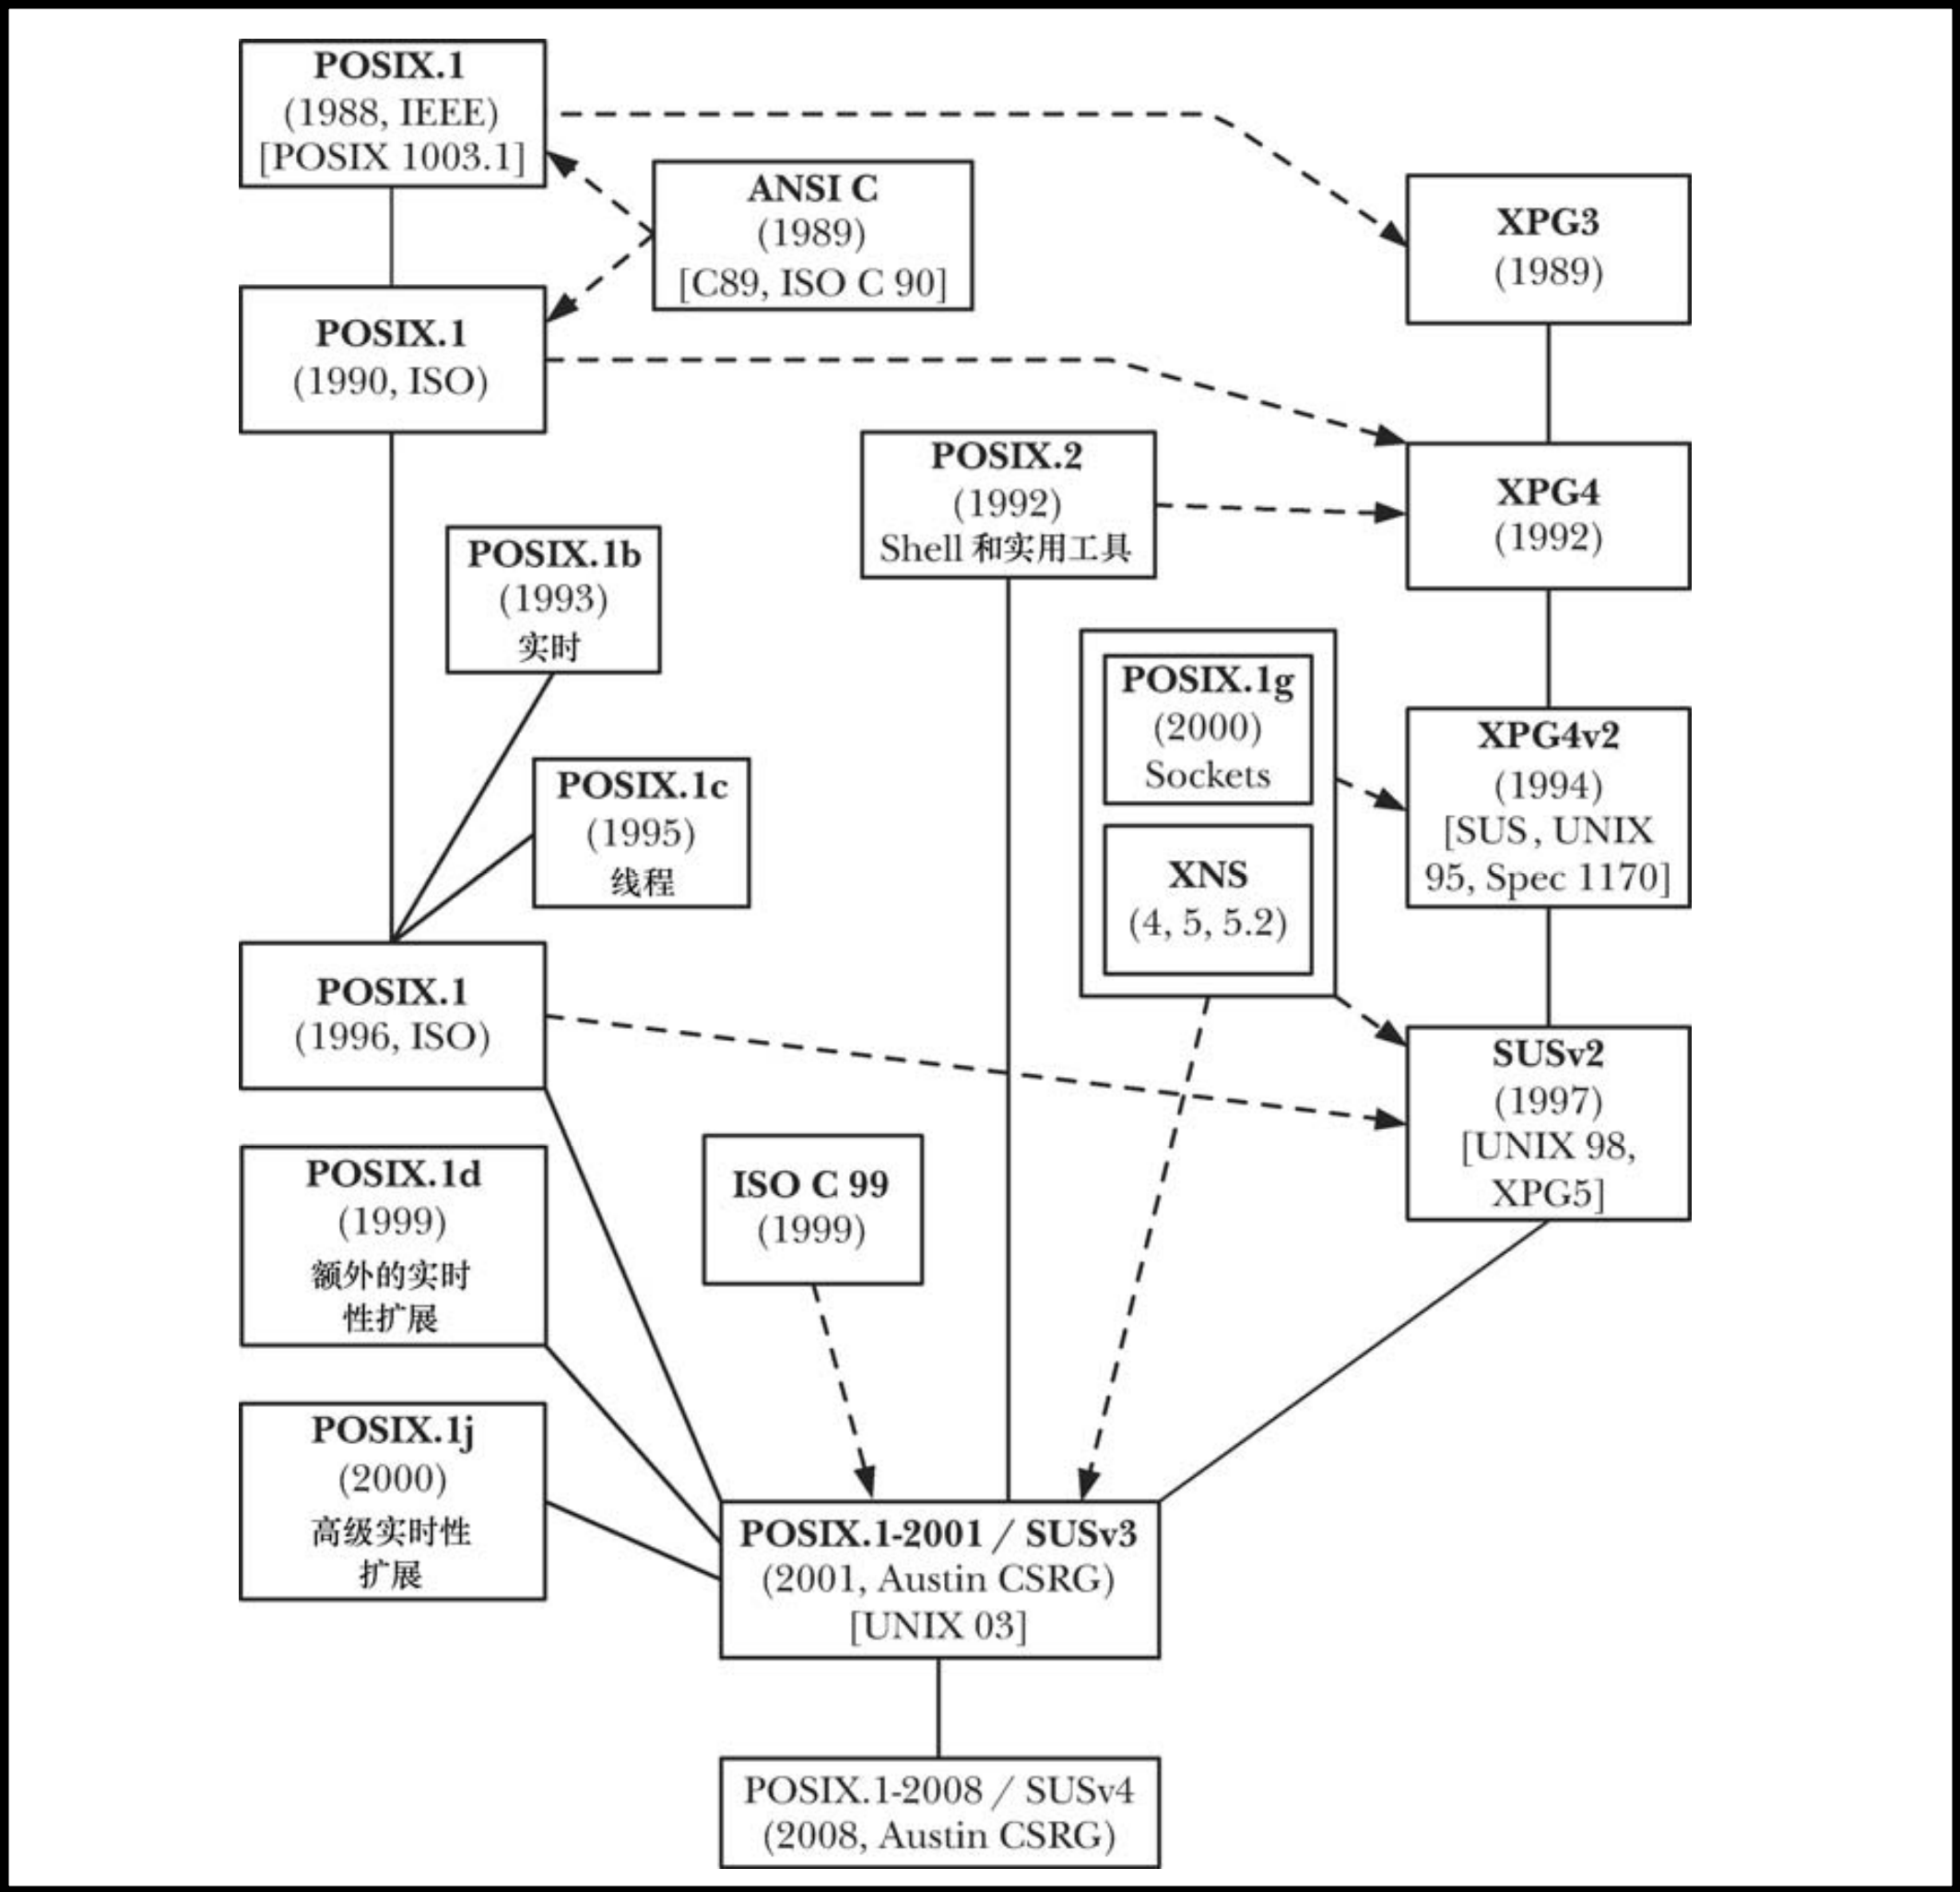 POSIX.1
(1988, IEEE)
[POSIX 1003.1]
ANSI C
(1989)
[C89, ISO C 90]
XPG3
(1989)
POSIX.1
(1990, ISO)
POSIX.2
(1992)
Shell 和实用工具
XPG4
(1992)
POSIX.1b
(1993)
实时
POSIX.1g
(2000)
Sockets
XPG4v2
(1994)
[SUS, UNIX
95, Spec 1170]
POSIX.1c
(1995)
线程
XNS
(4, 5, 5.2)
POSIX.1
(1996, ISO)
SUSv2
(1997)
[UNIX 98,
XPG5]
POSIX.1d
(1999)
额外的实时
性扩展
ISO C 99
(1999)
POSIX.1j
(2000)
高级实时性
扩展
POSIX.1-2001 / SUSv3
(2001, Austin CSRG)
[UNIX 03]
POSIX.1-2008 / SUSv4
(2008, Austin CSRG)